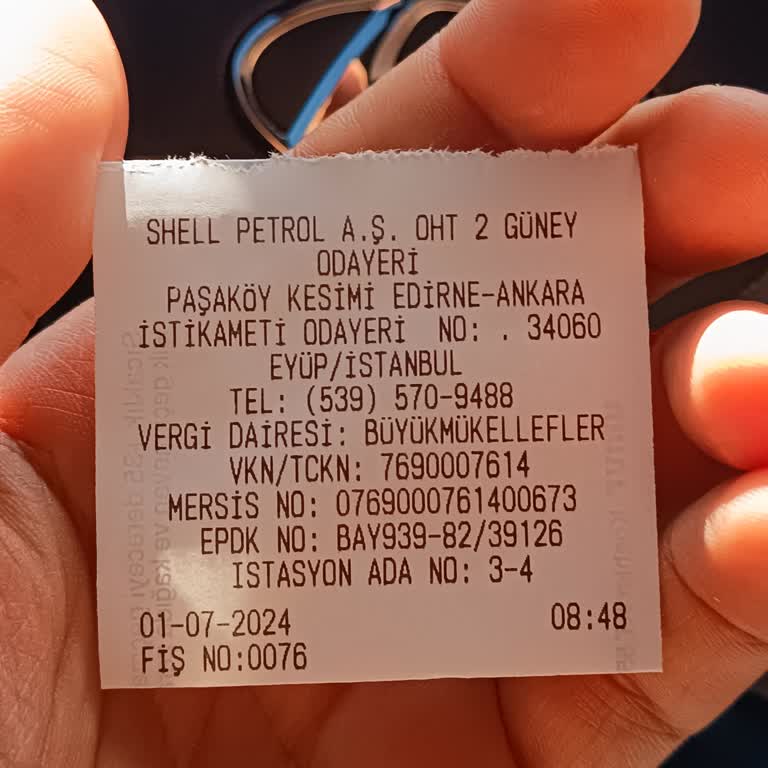 SHELL PETROL A.Ş. OHT 2 GÜNEY
ODAYERİ
PAŞAKÖY KESİMİ EDİRNE-ANKARA
İSTİKAMETİ ODAYERİ NO: . 34060
EYÜP/İSTANBUL
TEL: (539) 570-9488
VERGİ DAİRESİ: BÜYÜKMÜKELLEFLER
VKN/TCKN: 7690007614
MERSİS NO: 0769000761400673
EPDK NO: BAY939-82/39126
ISTASYON ADA NO: 3-4
01-07-2024 08:48
FİŞ NO:0076